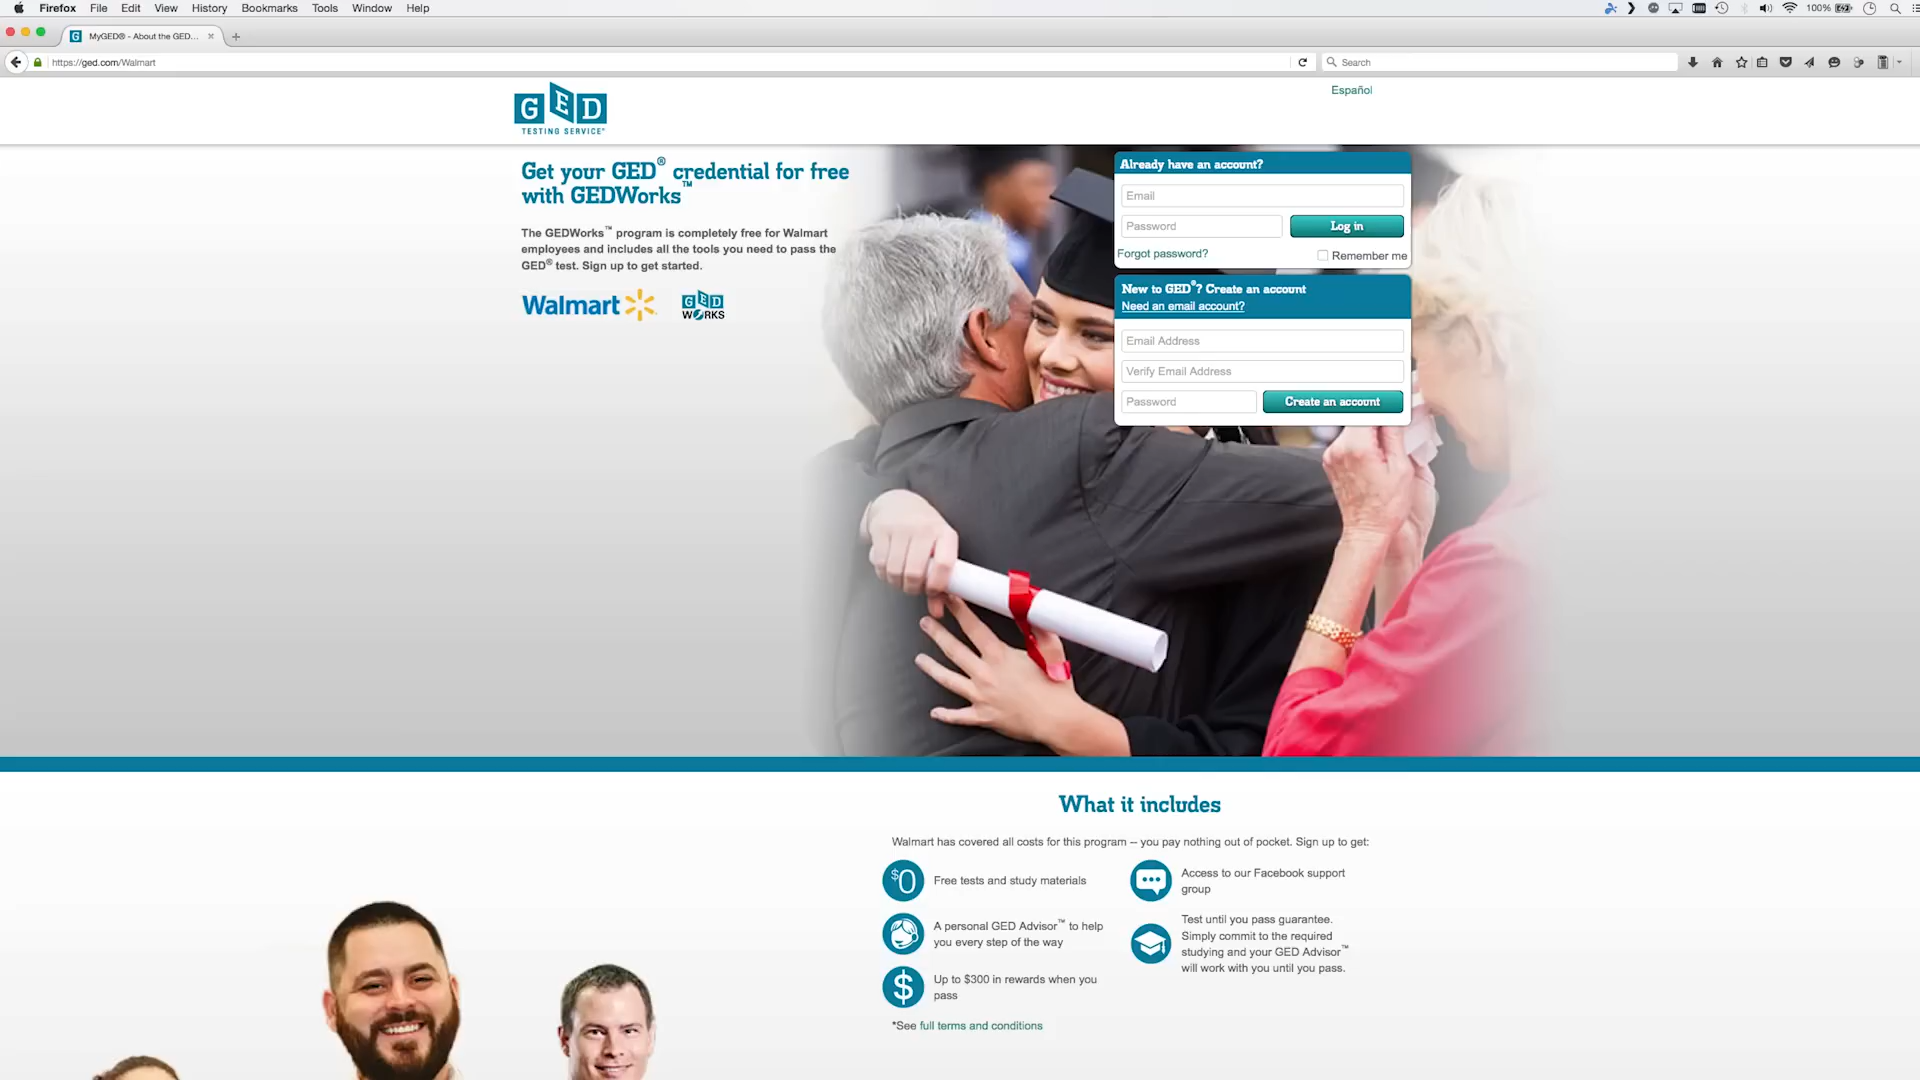 Firefox File Edit View History Bookmarks Tools Window Help 100%
MyGED® - About the GED...
https://ged.com/Walmart
Search
GED
TESTING SERVICE®
Español
Get your GED® credential for free
with GEDWorks™
The GEDWorks™ program is completely free for Walmart
employees and includes all the tools you need to pass the
GED® test. Sign up to get started.
Walmart
GED
WORKS
Already have an account?
Email
Password
Log in
Forgot password?
Remember me
New to GED®? Create an account
Need an email account?
Email Address
Verify Email Address
Password
Create an account
What it includes
Walmart has covered all costs for this program -- you pay nothing out of pocket. Sign up to get:
$0
Free tests and study materials
A personal GED Advisor™ to help
you every step of the way
$
Up to $300 in rewards when you
pass
Access to our Facebook support
group
Test until you pass guarantee.
Simply commit to the required
studying and your GED Advisor™
will work with you until you pass.
*See full terms and conditions